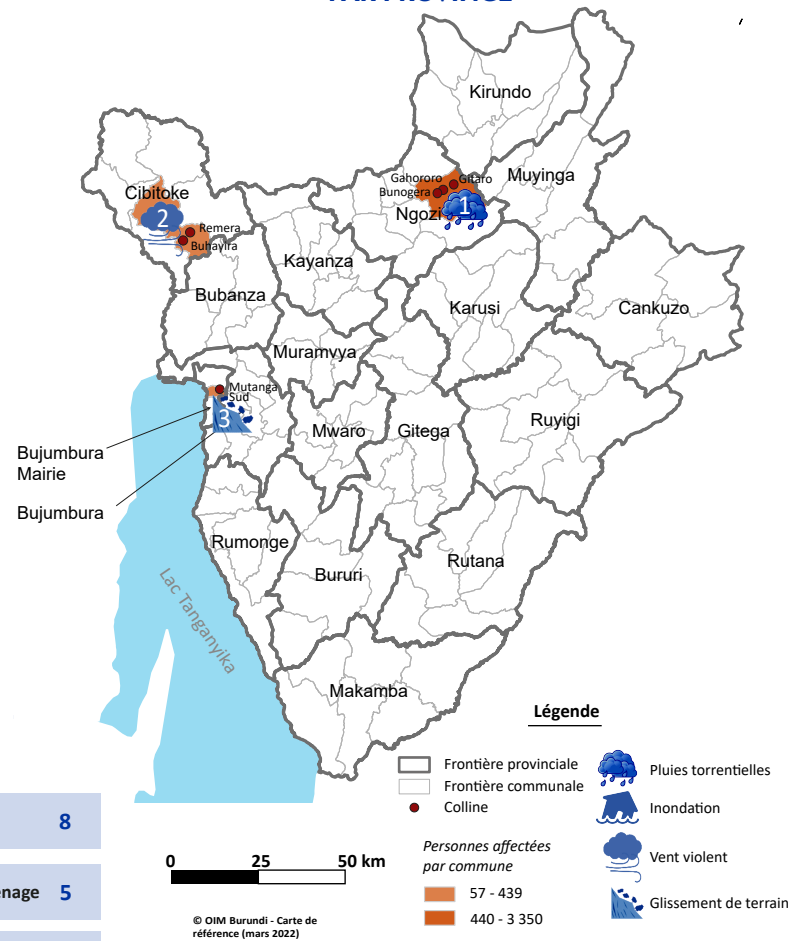 PAR PROVINCE
Kirundo
Gahororo
Gitaro
Muyinga
Bunogera
Cibitoke
1
Ngozi
2
Remera
Buhayira
Kayanza
Bubanza
Karusi
Cankuzo
Muramvya
Mutanga
Sud
3
Ruyigi
Mwaro
Gitega
Bujumbura
Mairie
Bujumbura
Rumonge
Rutana
Bururi
Lac Tanganyika
Makamba
Légende
Frontière provinciale
Frontière communale
Colline
Pluies torrentielles
Inondation
Vent violent
Glissement de terrain
Personnes affectées
par commune
57 - 439
440 - 3 350
8
5
0 25 50 km
© OIM Burundi - Carte de
référence (mars 2022)